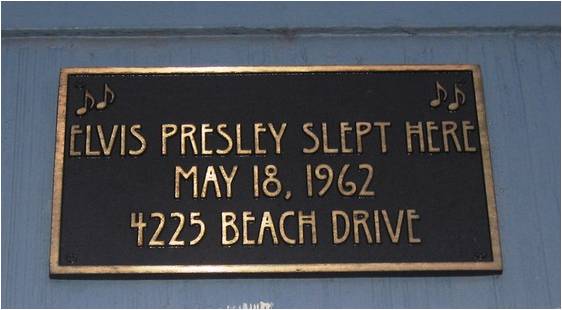 ELVIS PRESLEY SLEPT HERE
MAY 18, 1962
4225 BEACH DRIVE